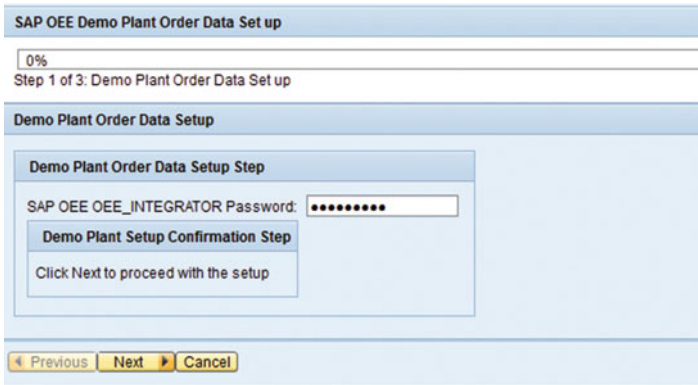 SAP OEE Demo Plant Order Data Set up
0%
Step 1 of 3: Demo Plant Order Data Set up
Demo Plant Order Data Setup
Demo Plant Order Data Setup Step
SAP OEE OEE_INTEGRATOR Password: •••••••••
Demo Plant Setup Confirmation Step
Click Next to proceed with the setup
Previous Next Cancel